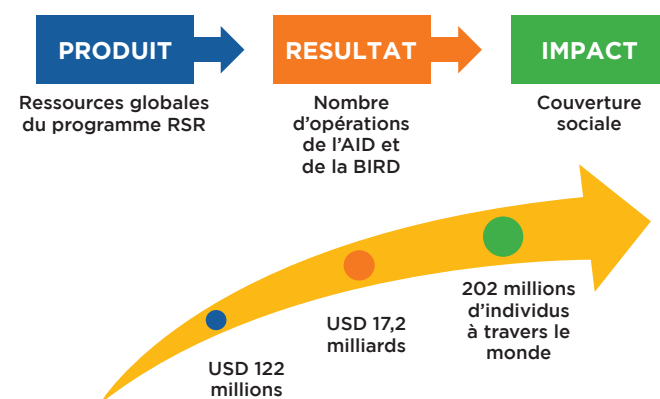 PRODUIT
RESULTAT
IMPACT
Ressources globales
du programme RSR
Nombre
d'opérations
de l'AID et
de la BIRD
Couverture
sociale
USD 122
millions
USD 17,2
milliards
202 millions
d'individus
à travers le
monde